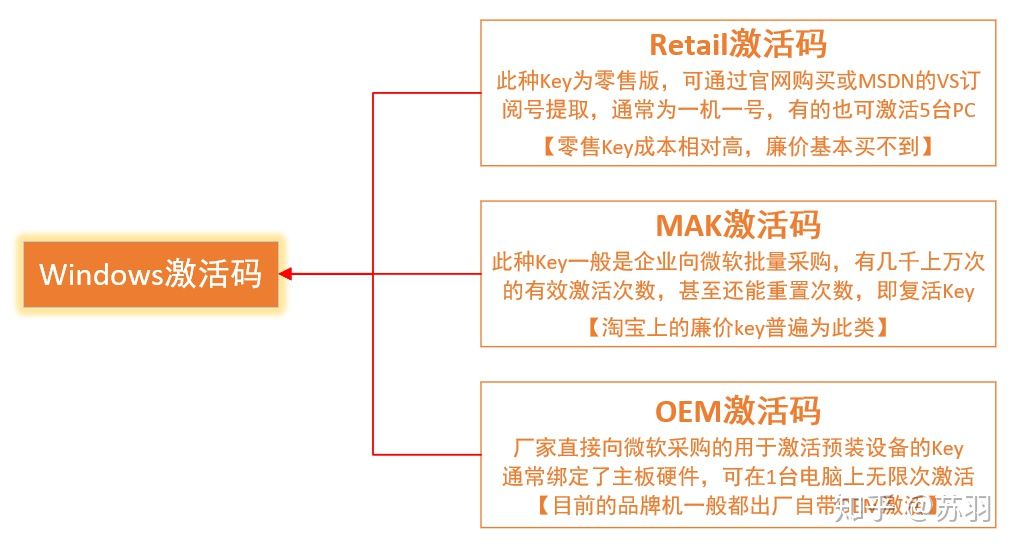 Windows激活码
Retail激活码
此种Key为零售版，可通过官网购买或MSDN的VS订
阅号提取，通常为一机一号，有的也可激活5台PC
【零售Key成本相对高，廉价基本买不到】
MAK激活码
此种Key一般是企业向微软批量采购，有几千上万次
的有效激活次数，甚至还能重置次数，即复活Key
【淘宝上的廉价key普遍为此类】
OEM激活码
厂家直接向微软采购的用于激活预装设备的Key
通常绑定了主板硬件，可在1台电脑上无限次激活
【目前的品牌机一般都出厂自带OEM激活】
知乎 @苏羽